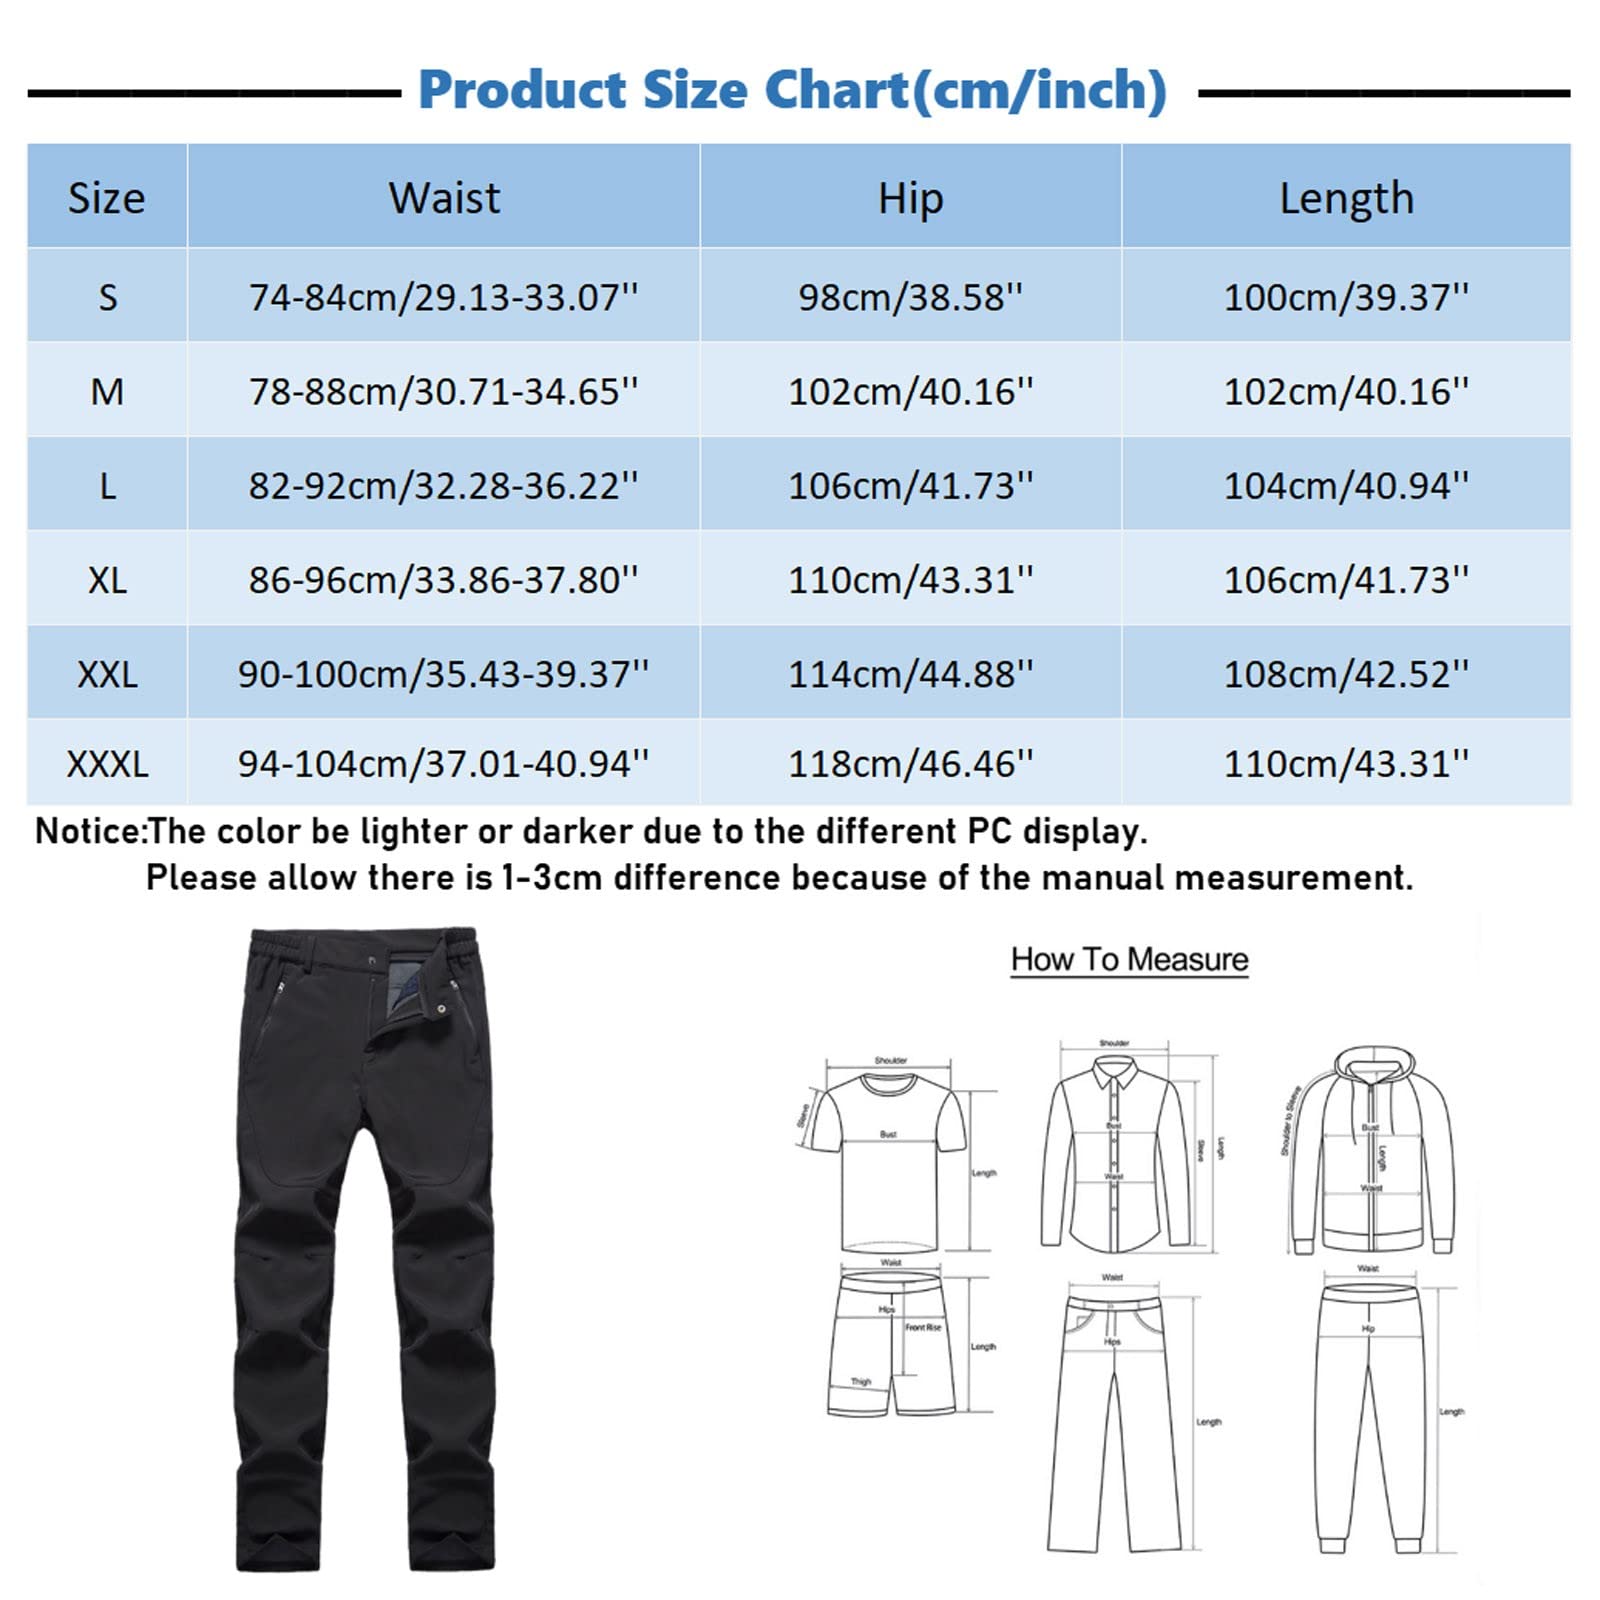 Product Size Chart(cm/inch)
Size Waist Hip Length
S 74-84cm/29.13-33.07'' 98cm/38.58'' 100cm/39.37''
M 78-88cm/30.71-34.65'' 102cm/40.16'' 102cm/40.16''
L 82-92cm/32.28-36.22'' 106cm/41.73'' 104cm/40.94''
XL 86-96cm/33.86-37.80'' 110cm/43.31'' 106cm/41.73''
XXL 90-100cm/35.43-39.37'' 114cm/44.88'' 108cm/42.52''
XXXL 94-104cm/37.01-40.94'' 118cm/46.46'' 110cm/43.31''
Notice:The color be lighter or darker due to the different PC display.
Please allow there is 1-3cm difference because of the manual measurement.
How To Measure
Shoulder
Sleeve
Bust
Length
Shoulder
Bust
Waist
Sleeve
Length
Shoulder to Sleeve
Bust
Length
Waist
Waist
Hips
Front Rise
Thigh
Length
Waist
Hips
Length
Waist
Hip
Length